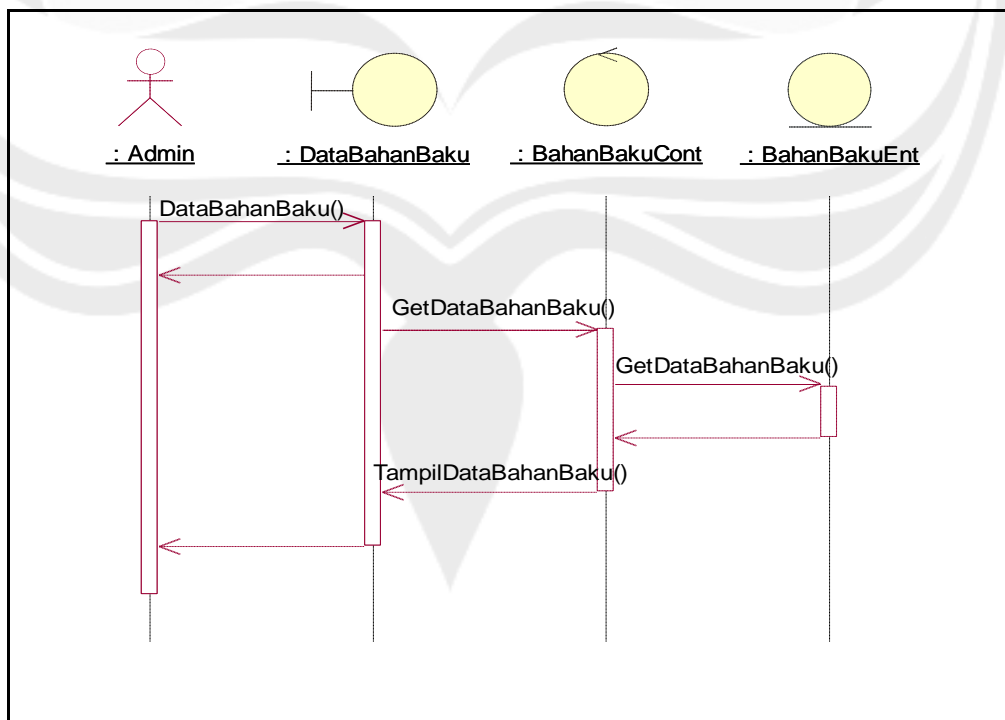 : Admin
: DataBahanBaku
: BahanBakuCont
: BahanBakuEnt
DataBahanBaku()
GetDataBahanBaku()
GetDataBahanBaku()
TampilDataBahanBaku()